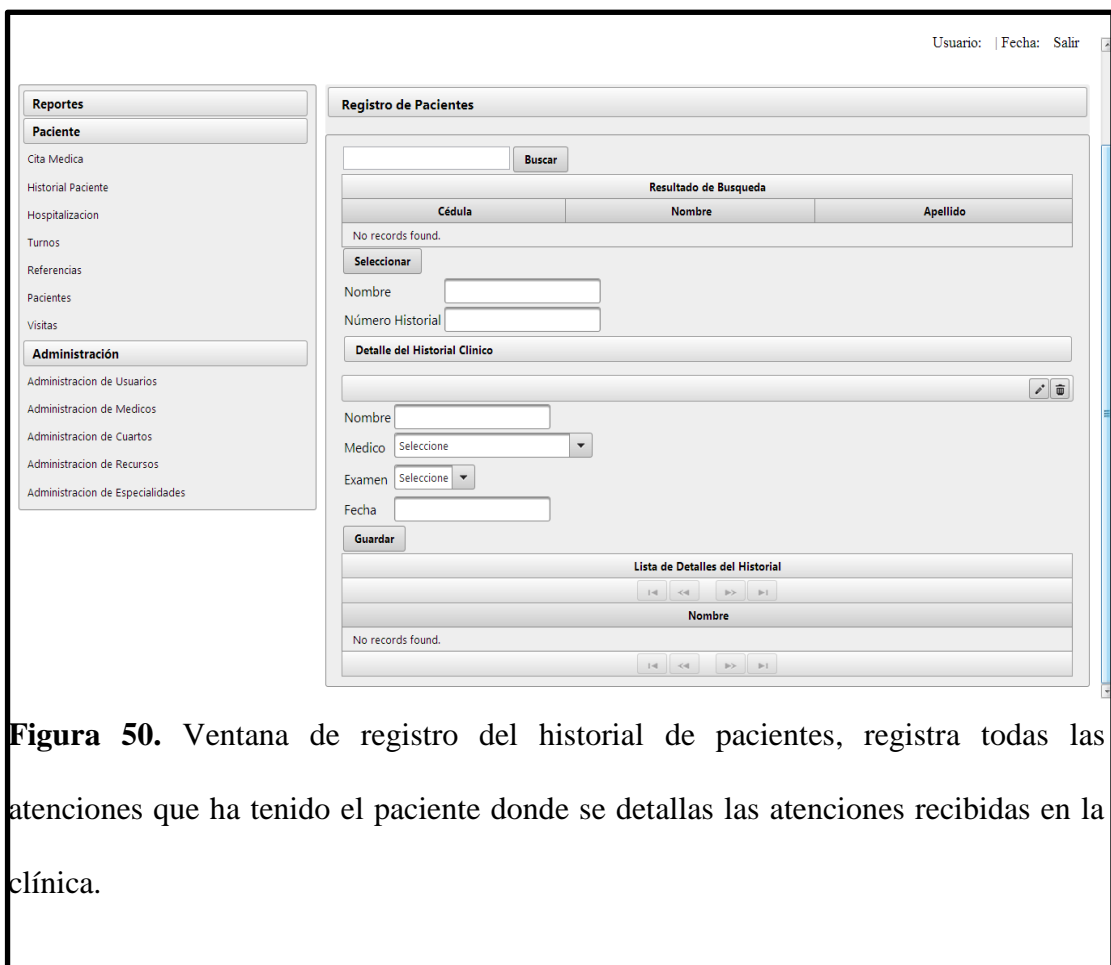 Usuario: | Fecha: Salir
Reportes
Paciente
Cita Medica
Historial Paciente
Hospitalizacion
Turnos
Referencias
Pacientes
Visitas
Administración
Administracion de Usuarios
Administracion de Medicos
Administracion de Cuartos
Administracion de Recursos
Administracion de Especialidades
Registro de Pacientes
Buscar
Resultado de Busqueda
Cédula Nombre Apellido
No records found.
Seleccionar
Nombre
Número Historial
Detalle del Historial Clinico
Nombre
Medico Seleccione
Examen Seleccione
Fecha
Guardar
Lista de Detalles del Historial
Nombre
No records found.
Figura 50. Ventana de registro del historial de pacientes, registra todas las
atenciones que ha tenido el paciente donde se detallas las atenciones recibidas en la
clínica.